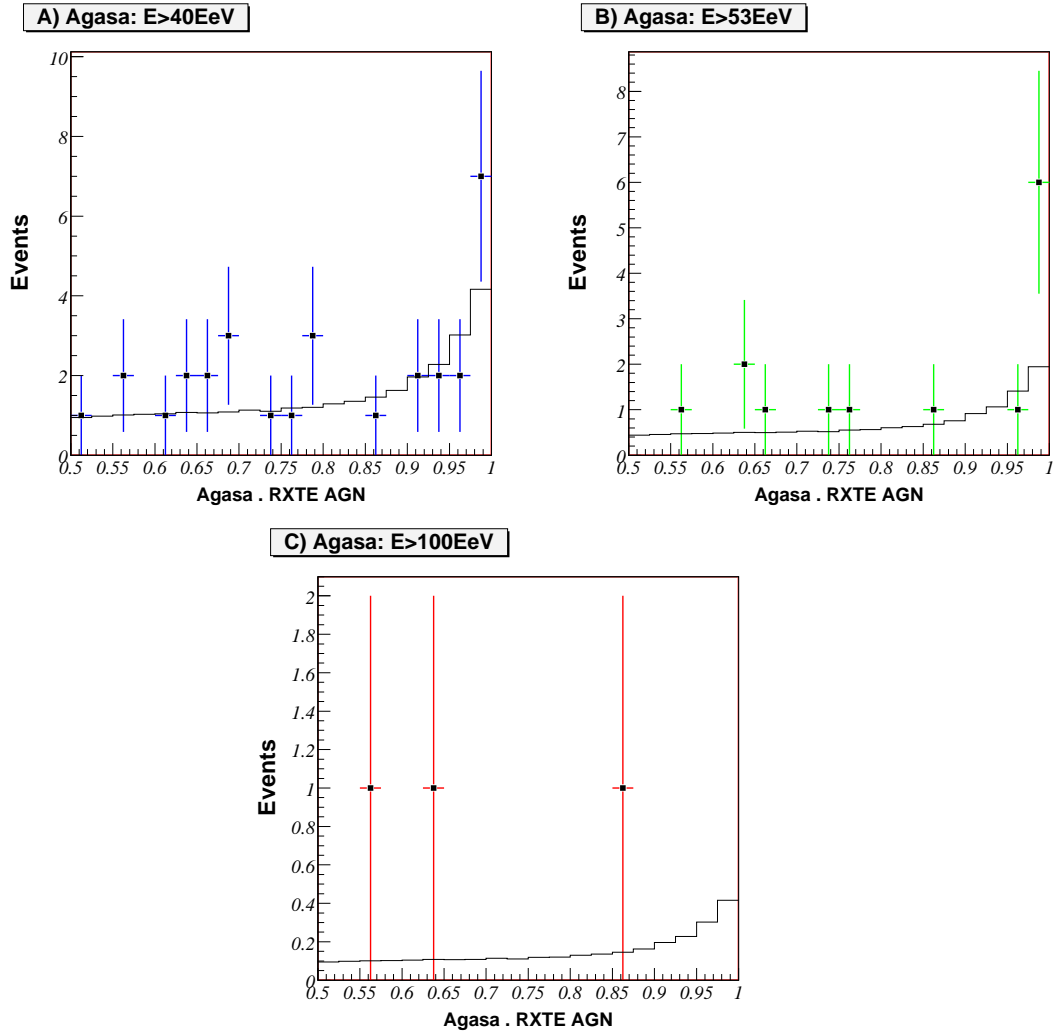 A) Agasa: E>40EeV
Events
10
8
6
4
2
0
0.5 0.55 0.6 0.65 0.7 0.75 0.8 0.85 0.9 0.95 1
Agasa . RXTE AGN
B) Agasa: E>53EeV
Events
8
7
6
5
4
3
2
1
0
0.5 0.55 0.6 0.65 0.7 0.75 0.8 0.85 0.9 0.95 1
Agasa . RXTE AGN
C) Agasa: E>100EeV
Events
2
1.8
1.6
1.4
1.2
1
0.8
0.6
0.4
0.2
0
0.5 0.55 0.6 0.65 0.7 0.75 0.8 0.85 0.9 0.95 1
Agasa . RXTE AGN